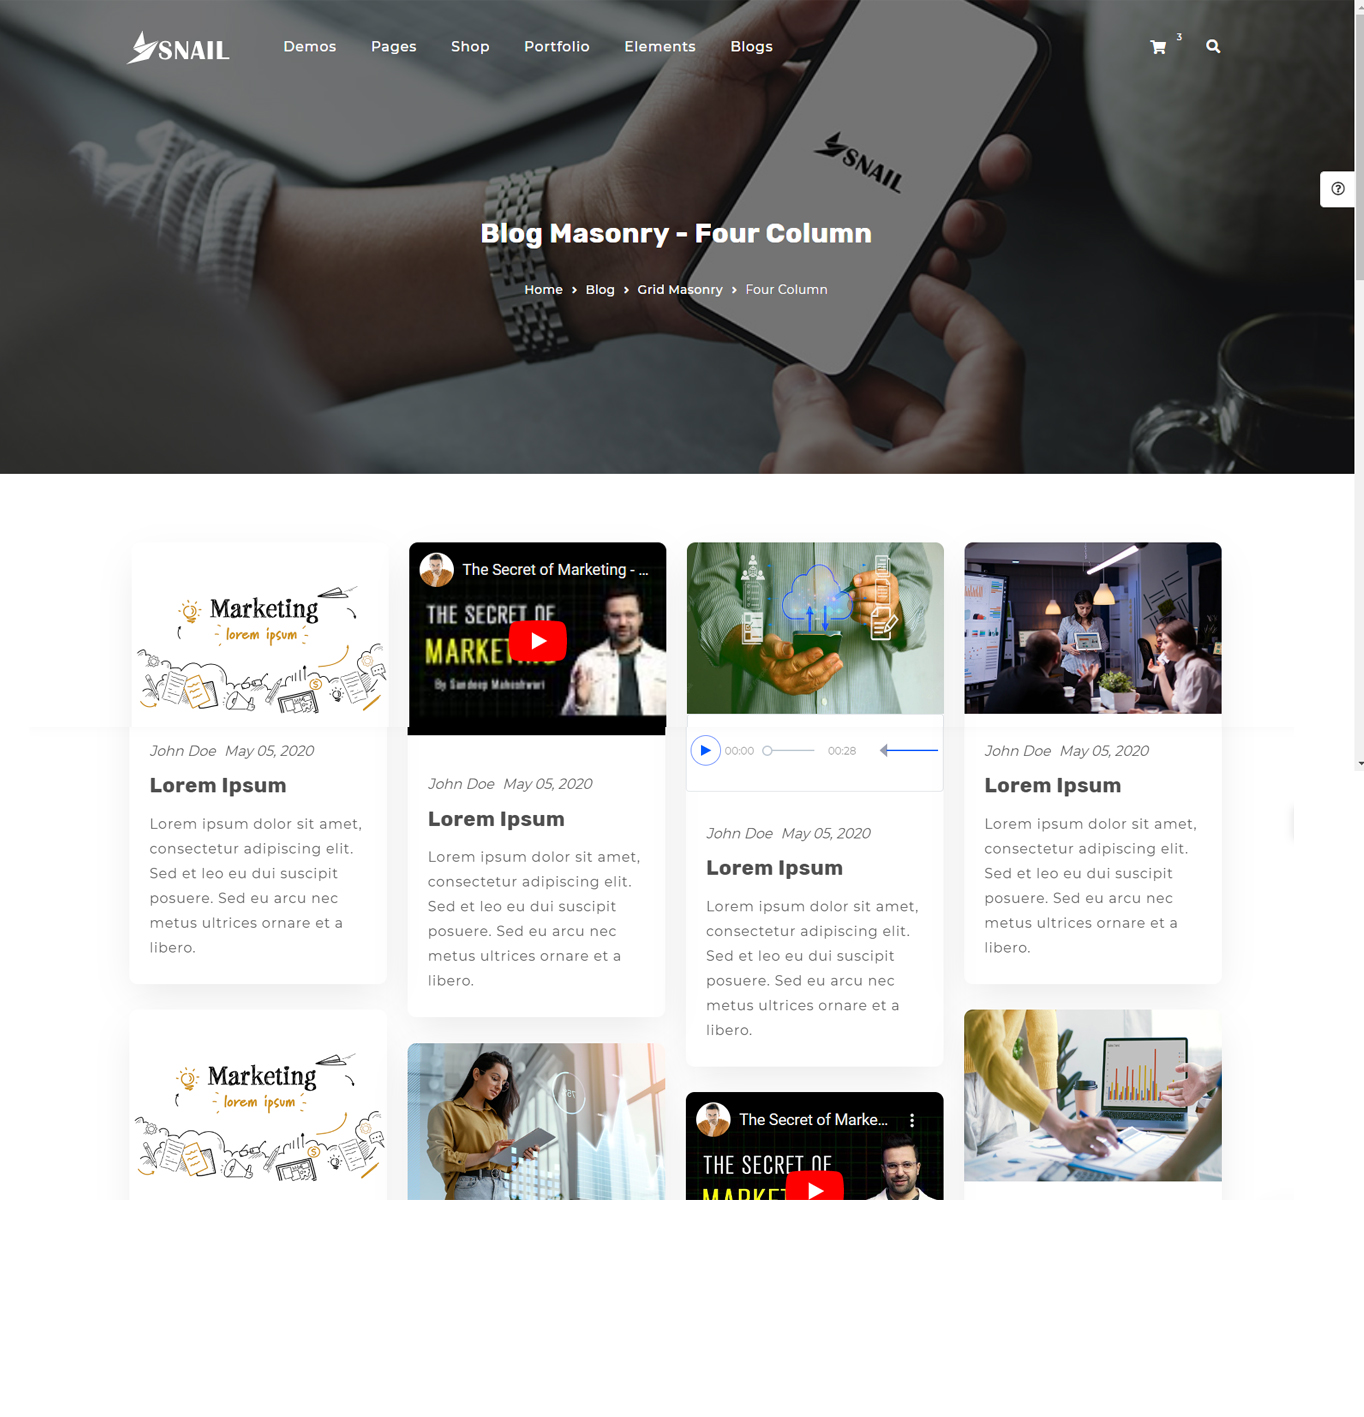 SNAIL
Demos Pages Shop Portfolio Elements Blogs
3
SNAIL
Blog Masonry - Four Column
Home > Blog > Grid Masonry > Four Column
Marketing
lorem ipsum
John Doe May 05, 2020
Lorem Ipsum
Lorem ipsum dolor sit amet,
consectetur adipiscing elit.
Sed et leo eu dui suscipit
posuere. Sed eu arcu nec
metus ultrices ornare et a
libero.
The Secret of Marketing - ...
THE SECRET OF
MARKETING
By Sandeep Maheshwari
John Doe May 05, 2020
Lorem Ipsum
Lorem ipsum dolor sit amet,
consectetur adipiscing elit.
Sed et leo eu dui suscipit
posuere. Sed eu arcu nec
metus ultrices ornare et a
libero.
00:00 00:28
John Doe May 05, 2020
Lorem Ipsum
Lorem ipsum dolor sit amet,
consectetur adipiscing elit.
Sed et leo eu dui suscipit
posuere. Sed eu arcu nec
metus ultrices ornare et a
libero.
John Doe May 05, 2020
Lorem Ipsum
Lorem ipsum dolor sit amet,
consectetur adipiscing elit.
Sed et leo eu dui suscipit
posuere. Sed eu arcu nec
metus ultrices ornare et a
libero.
Marketing
lorem ipsum
The Secret of Marke...
THE SECRET OF